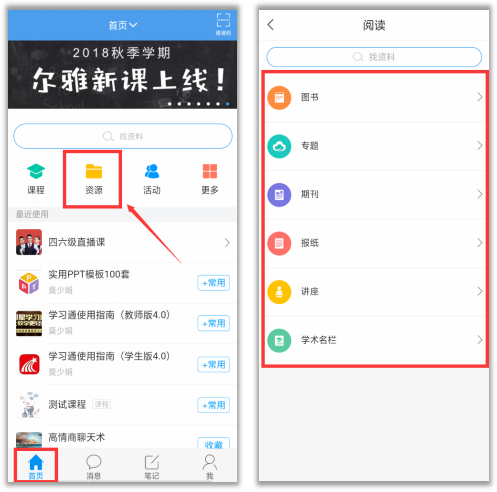 首页
邀请码
2018秋季学期
尔雅新课上线！
找资料
课程
资源
活动
更多
最近使用
四六级直播课
实用PPT模板100套
莫少娟
+常用
学习通使用指南（教师版4.0）
莫少娟
+常用
学习通使用指南（学生版4.0）
莫少娟
+常用
测试课程 课程
+常用
高情商聊天术
收藏
首页
消息
笔记
我
阅读
找资料
图书
专题
期刊
报纸
讲座
学术名栏